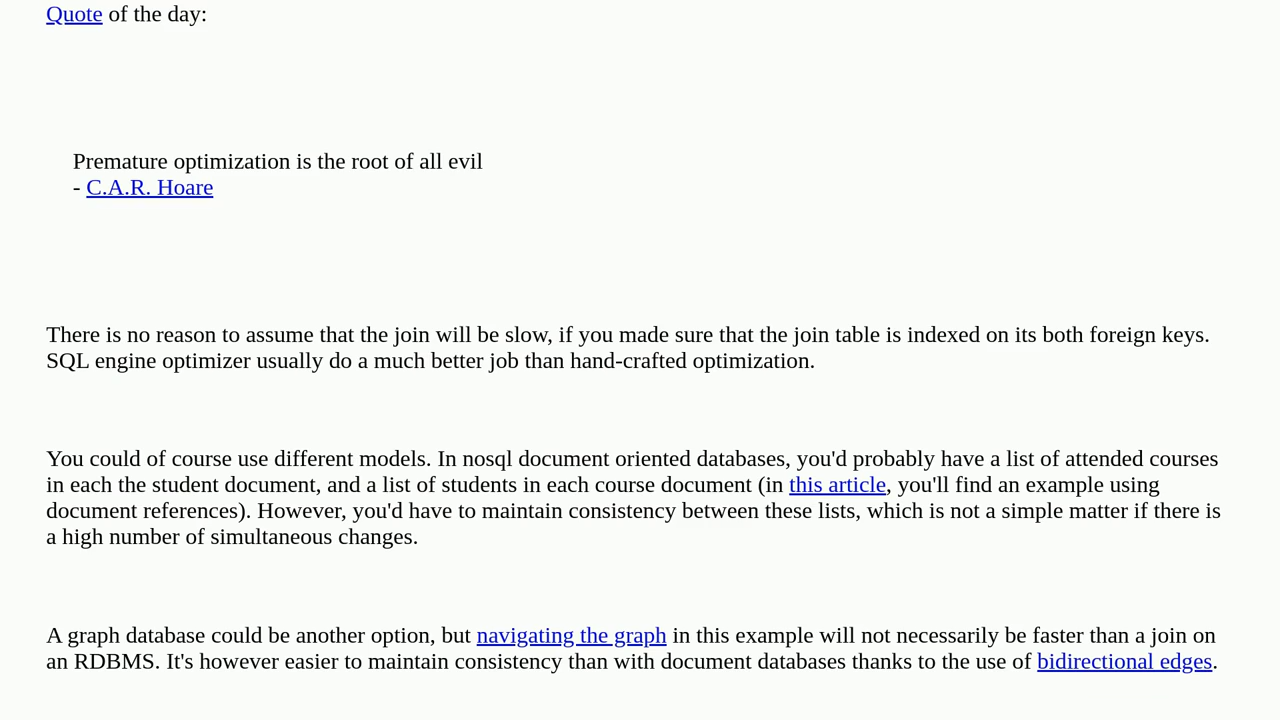 Quote of the day:
Premature optimization is the root of all evil
- C.A.R. Hoare
There is no reason to assume that the join will be slow, if you made sure that the join table is indexed on its both foreign keys.
SQL engine optimizer usually do a much better job than hand-crafted optimization.
You could of course use different models. In nosql document oriented databases, you'd probably have a list of attended courses
in each the student document, and a list of students in each course document (in this article, you'll find an example using
document references). However, you'd have to maintain consistency between these lists, which is not a simple matter if there is
a high number of simultaneous changes.
A graph database could be another option, but navigating the graph in this example will not necessarily be faster than a join on
an RDBMS. It's however easier to maintain consistency than with document databases thanks to the use of bidirectional edges.